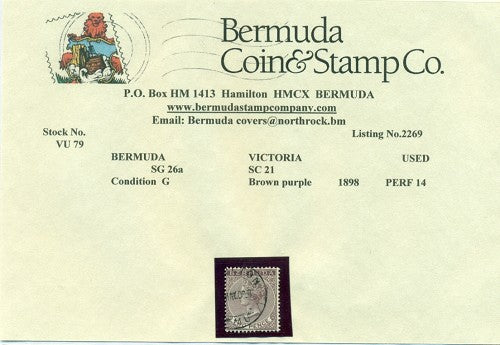 Bermuda
Coin&Stamp Co.
P.O. Box HM 1413 Hamilton HMCX BERMUDA
www.bermudastampcompany.com
Email: Bermuda covers@northrock.bm
Stock No. Listing No.2269
VU 79
BERMUDA VICTORIA USED
SG 26a SC 21
Condition G Brown purple 1898 PERF 14